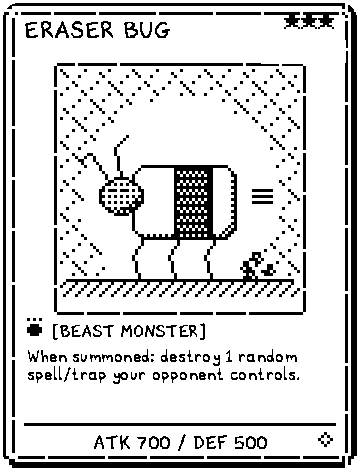 ERASER BUG
[BEAST MONSTER]
When summoned: destroy 1 random
spell/trap your opponent controls.
ATK 700 / DEF 500